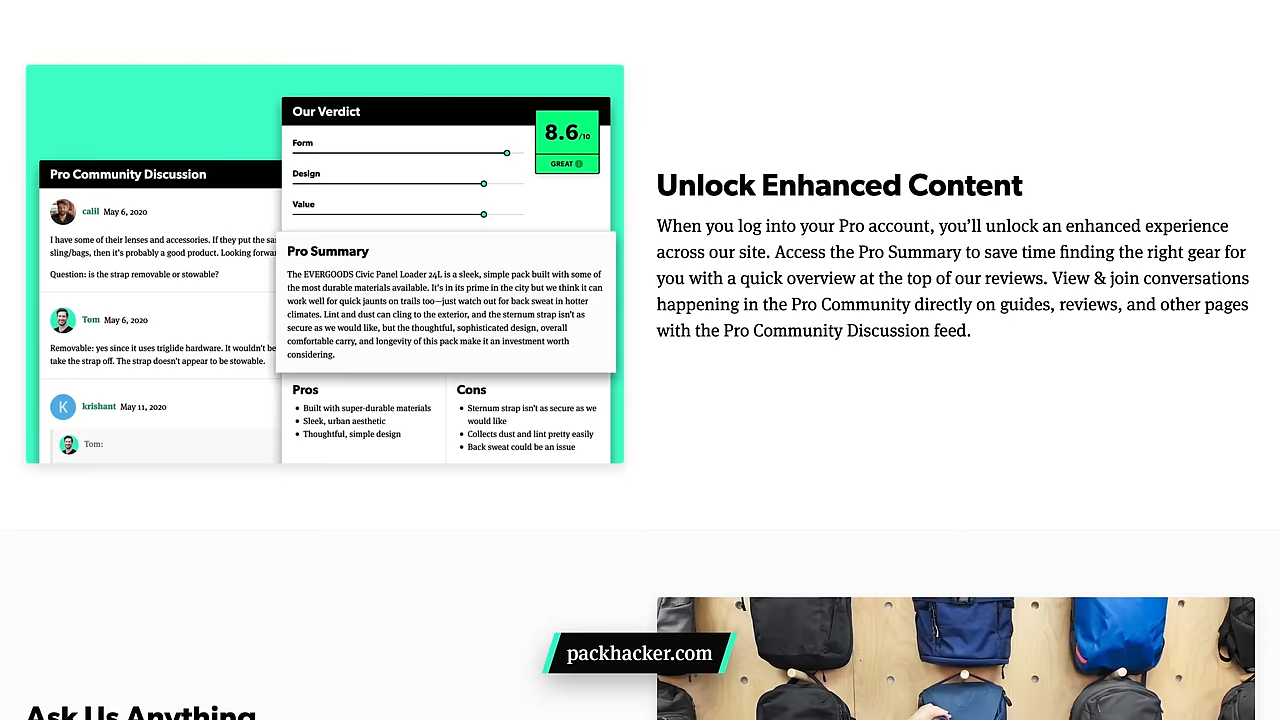 Our Verdict
8.6/10
GREAT
Form
Design
Value
Pro Community Discussion
calil May 6, 2020
I have some of their lenses and accessories. If they put the
sling/bags, then it's probably a good product. Looking
Question: is the strap removable or stowable?
Tom May 6, 2020
Removable: yes since it uses triglide hardware. It wouldn't
take the strap off. The strap doesn't appear to be stowable.
K krishant May 11, 2020
Tom:
Pro Summary
The EVERGOODS Civic Panel Loader 24L is a sleek, simple pack built with some of
the most durable materials available. It's in its prime in the city but we think it can
work well for quick jaunts on trails too—just watch out for back sweat in hotter
climates. Lint and dust can cling to the exterior, and the sternum strap isn't as
secure as we would like, but the thoughtful, sophisticated design, overall
comfortable carry, and longevity of this pack make it an investment worth
considering.
Pros
Built with super-durable materials
Sleek, urban aesthetic
Thoughtful, simple design
Cons
Sternum strap isn't as secure as we
would like
Collects dust and lint pretty easily
Back sweat could be an issue
Unlock Enhanced Content
When you log into your Pro account, you'll unlock an enhanced experience
across our site. Access the Pro Summary to save time finding the right gear for
you with a quick overview at the top of our reviews. View & join conversations
happening in the Pro Community directly on guides, reviews, and other pages
with the Pro Community Discussion feed.
packhacker.com
Ask Us Anything